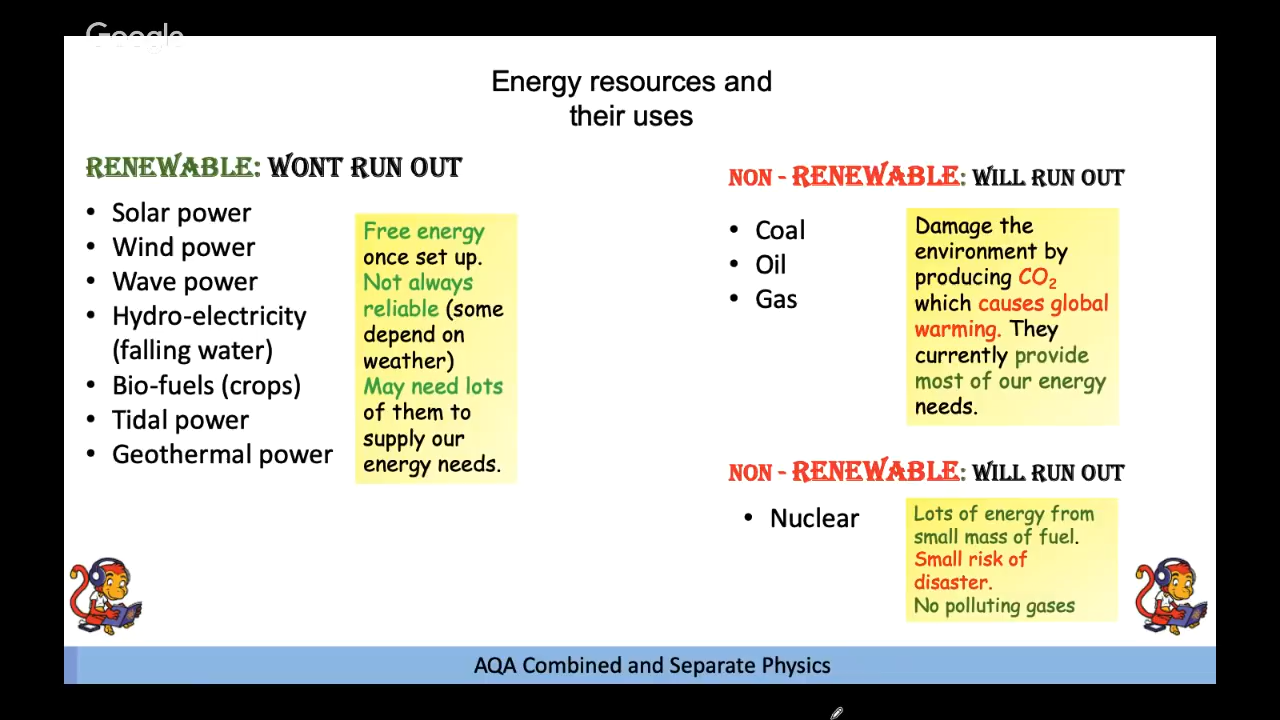 Google
Energy resources and
their uses
RENEWABLE: WONT RUN OUT
• Solar power
• Wind power
• Wave power
• Hydro-electricity
(falling water)
• Bio-fuels (crops)
• Tidal power
• Geothermal power
Free energy
once set up.
Not always
reliable (some
depend on
weather)
May need lots
of them to
supply our
energy needs.
NON - RENEWABLE: WILL RUN OUT
• Coal
• Oil
• Gas
Damage the
environment by
producing CO₂
which causes global
warming. They
currently provide
most of our energy
needs.
NON - RENEWABLE: WILL RUN OUT
• Nuclear
Lots of energy from
small mass of fuel.
Small risk of
disaster.
No polluting gases
AQA Combined and Separate Physics